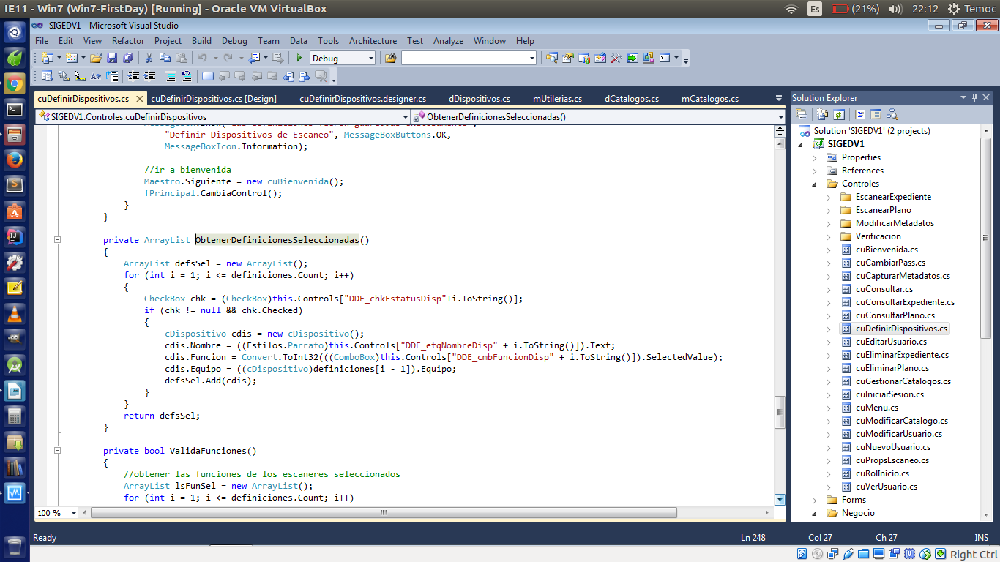 IE11 - Win7 (Win7-FirstDay) [Running] - Oracle VM VirtualBox
Es (21%) 22:12 Temoc
SIGEDV1 - Microsoft Visual Studio
File Edit View Refactor Project Build Debug Team Data Tools Architecture Test Analyze Window Help
Debug
cuDefinirDispositivos.cs cuDefinirDispositivos.cs [Design] cuDefinirDispositivos.designer.cs dDispositivos.cs mUtilerias.cs dCatalogos.cs mCatalogos.cs
SIGEDV1.Controles.cuDefinirDispositivos ObtenerDefinicionesSeleccionadas()
"Definir Dispositivos de Escaneo", MessageBoxButtons.OK,
MessageBoxIcon.Information);
//ir a bienvenida
Maestro.Siguiente = new cuBienvenida();
fPrincipal.CambiaControl();
}
}
private ArrayList ObtenerDefinicionesSeleccionadas()
{
ArrayList defsSel = new ArrayList();
for (int i = 1; i <= definiciones.Count; i++)
{
CheckBox chk = (CheckBox)this.Controls["DDE_chkEstatusDisp"+i.ToString()];
if (chk != null && chk.Checked)
{
cDispositivo cdis = new cDispositivo();
cdis.Nombre = ((Estilos.Parrafo)this.Controls["DDE_etqNombreDisp" + i.ToString()]).Text;
cdis.Funcion = Convert.ToInt32(((ComboBox)this.Controls["DDE_cmbFuncionDisp" + i.ToString()]).SelectedValue);
cdis.Equipo = ((cDispositivo)definiciones[i - 1]).Equipo;
defsSel.Add(cdis);
}
}
return defsSel;
}
private bool ValidaFunciones()
{
//obtener las funciones de los escaneres seleccionados
ArrayList lsFunSel = new ArrayList();
for (int i = 1; i <= definiciones.Count; i++)
100 %
Solution Explorer
Solution 'SIGEDV1' (2 projects)
SIGEDV1
Properties
References
Controles
EscanearExpediente
EscanearPlano
ModificarMetadatos
Verificacion
cuBienvenida.cs
cuCambiarPass.cs
cuCapturarMetadatos.cs
cuConsultar.cs
cuConsultarExpediente.cs
cuConsultarPlano.cs
cuDefinirDispositivos.cs
cuEditarUsuario.cs
cuEliminarExpediente.cs
cuEliminarPlano.cs
cuGestionarCatalogos.cs
cuIniciarSesion.cs
cuMenu.cs
cuModificarCatalogo.cs
cuModificarUsuario.cs
cuNuevoUsuario.cs
cuPropsEscaneo.cs
cuRolInicio.cs
cuVerUsuario.cs
Forms
Negocio
Ready Ln 248 Col 27 Ch 27 INS
Right Ctrl